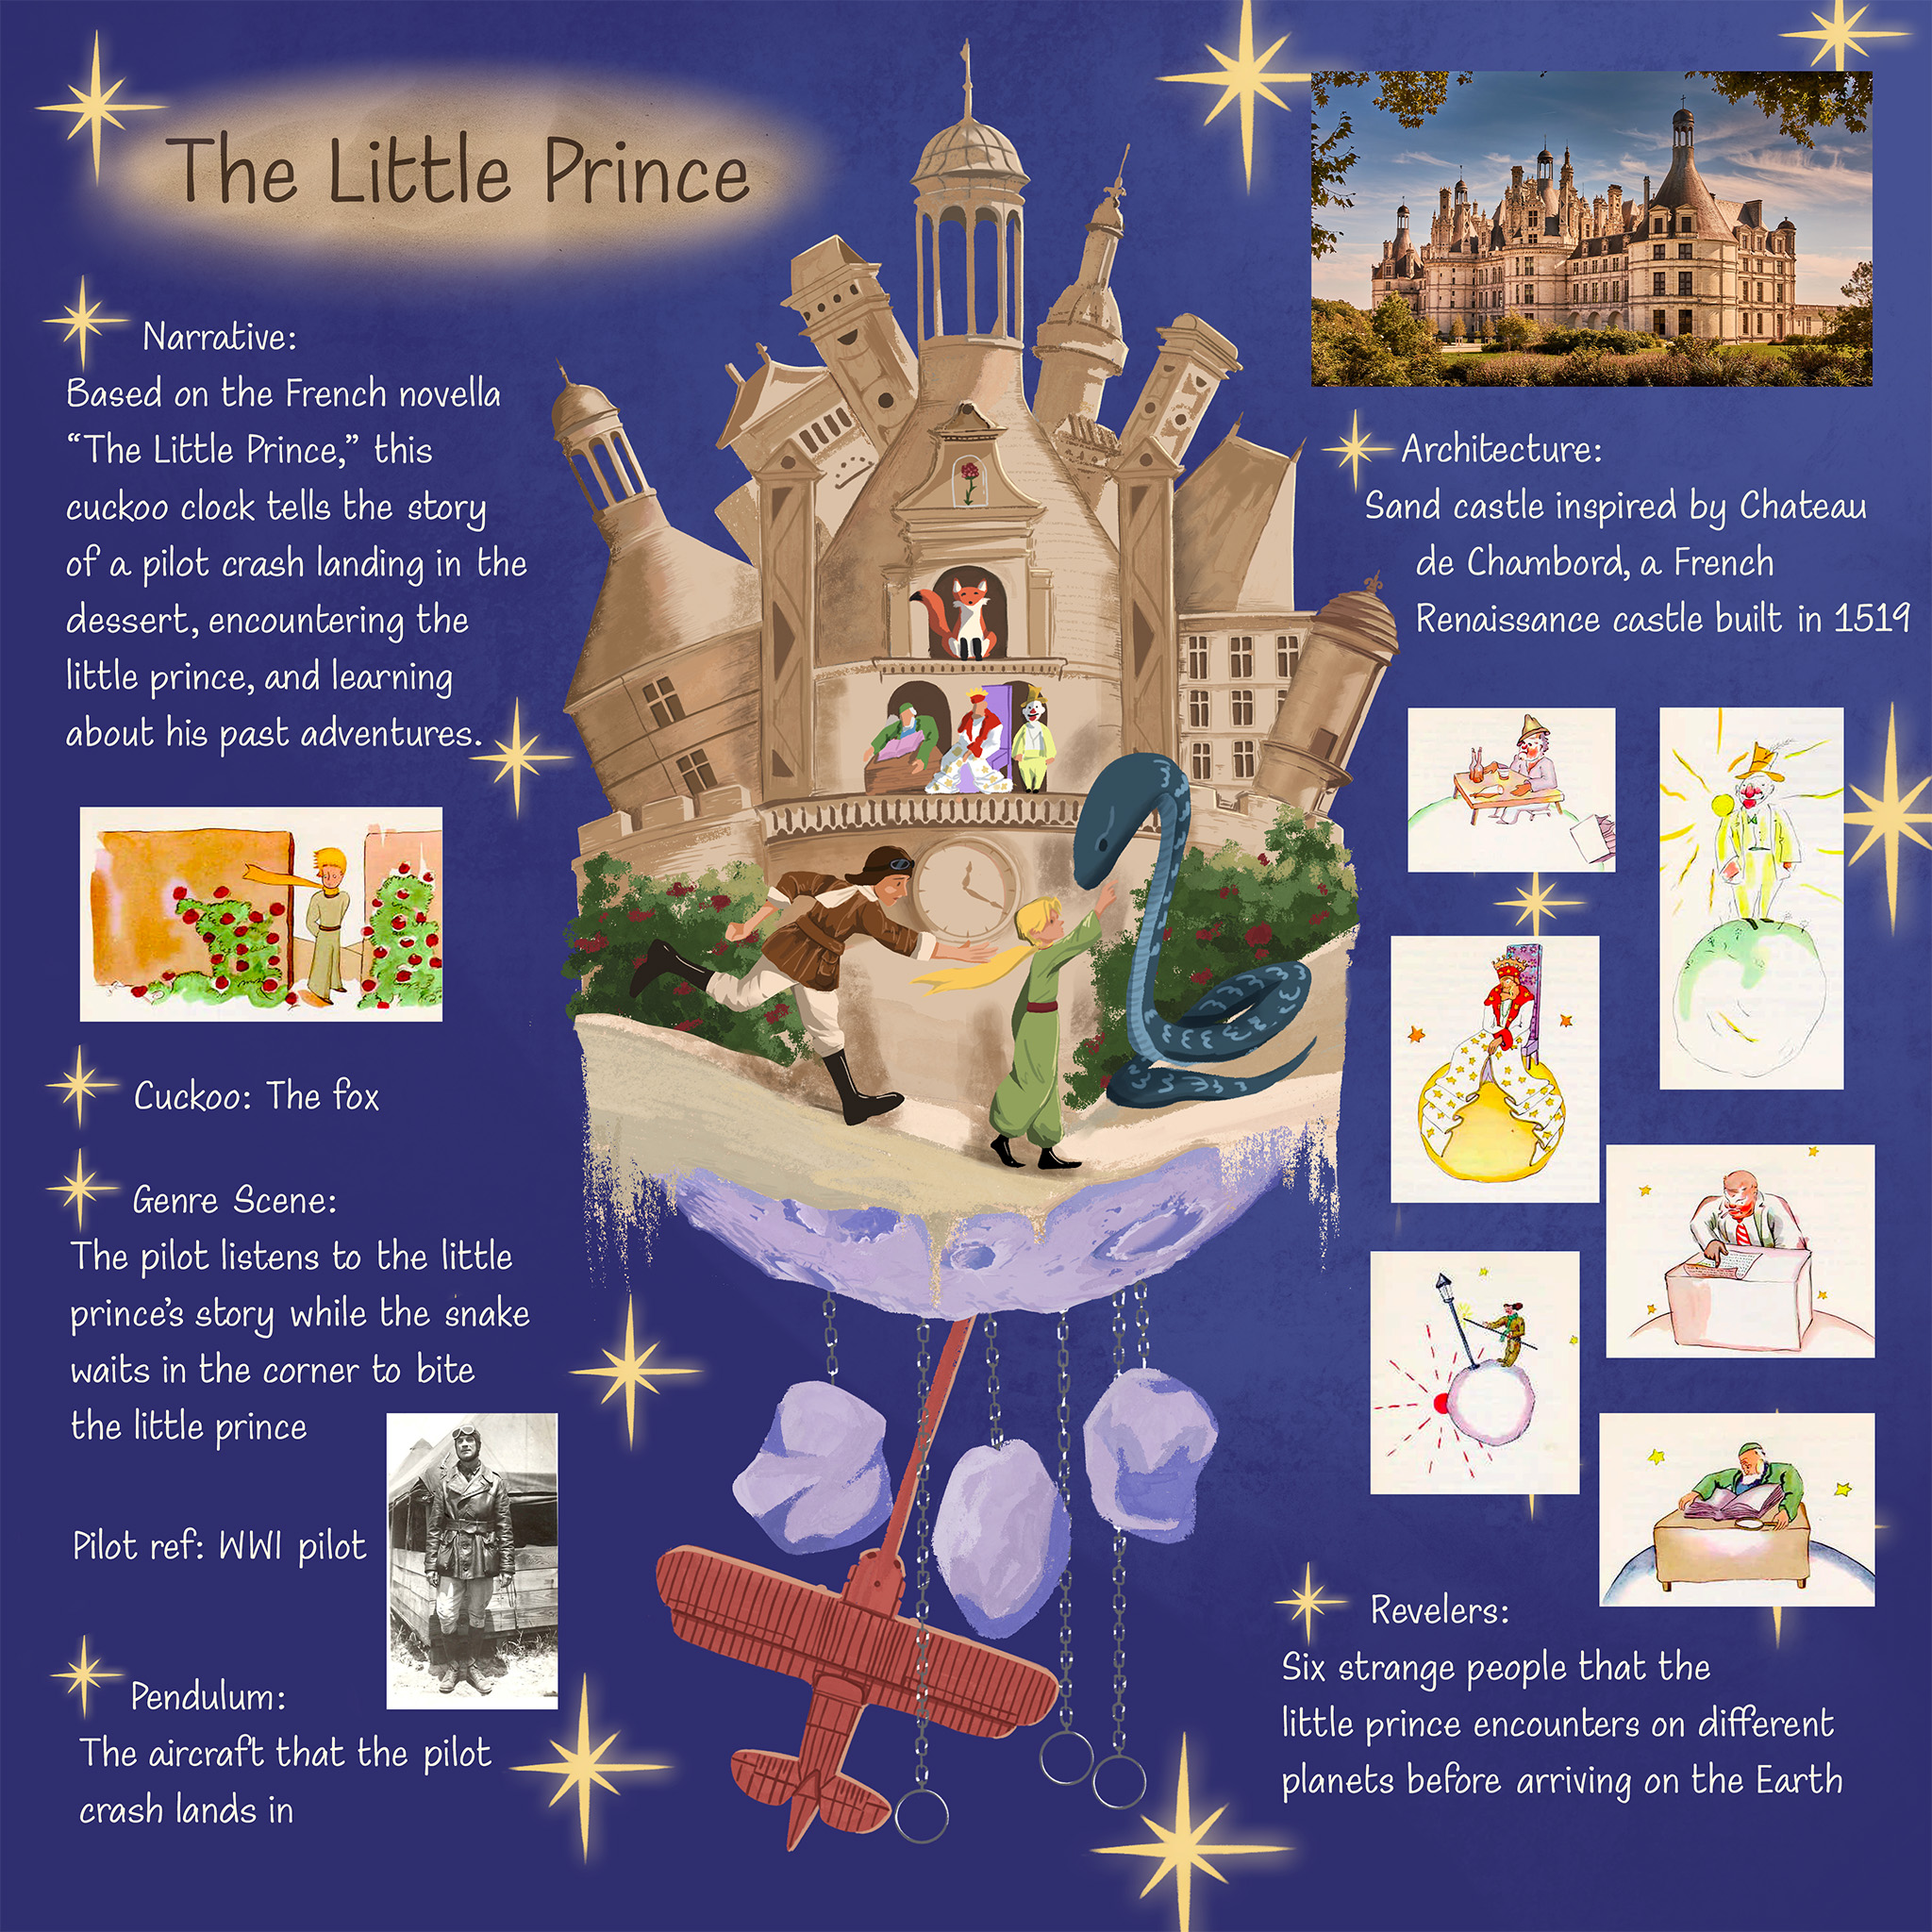 The Little Prince
Narrative:
Based on the French novella
“The Little Prince,” this
cuckoo clock tells the story
of a pilot crash landing in the
dessert, encountering the
little prince, and learning
about his past adventures.
Cuckoo: The fox
Genre Scene:
The pilot listens to the little
prince’s story while the snake
waits in the corner to bite
the little prince
Pilot ref: WWI pilot
Pendulum:
The aircraft that the pilot
crash lands in
Architecture:
Sand castle inspired by Chateau
de Chambord, a French
Renaissance castle built in 1519
Revelers:
Six strange people that the
little prince encounters on different
planets before arriving on the Earth